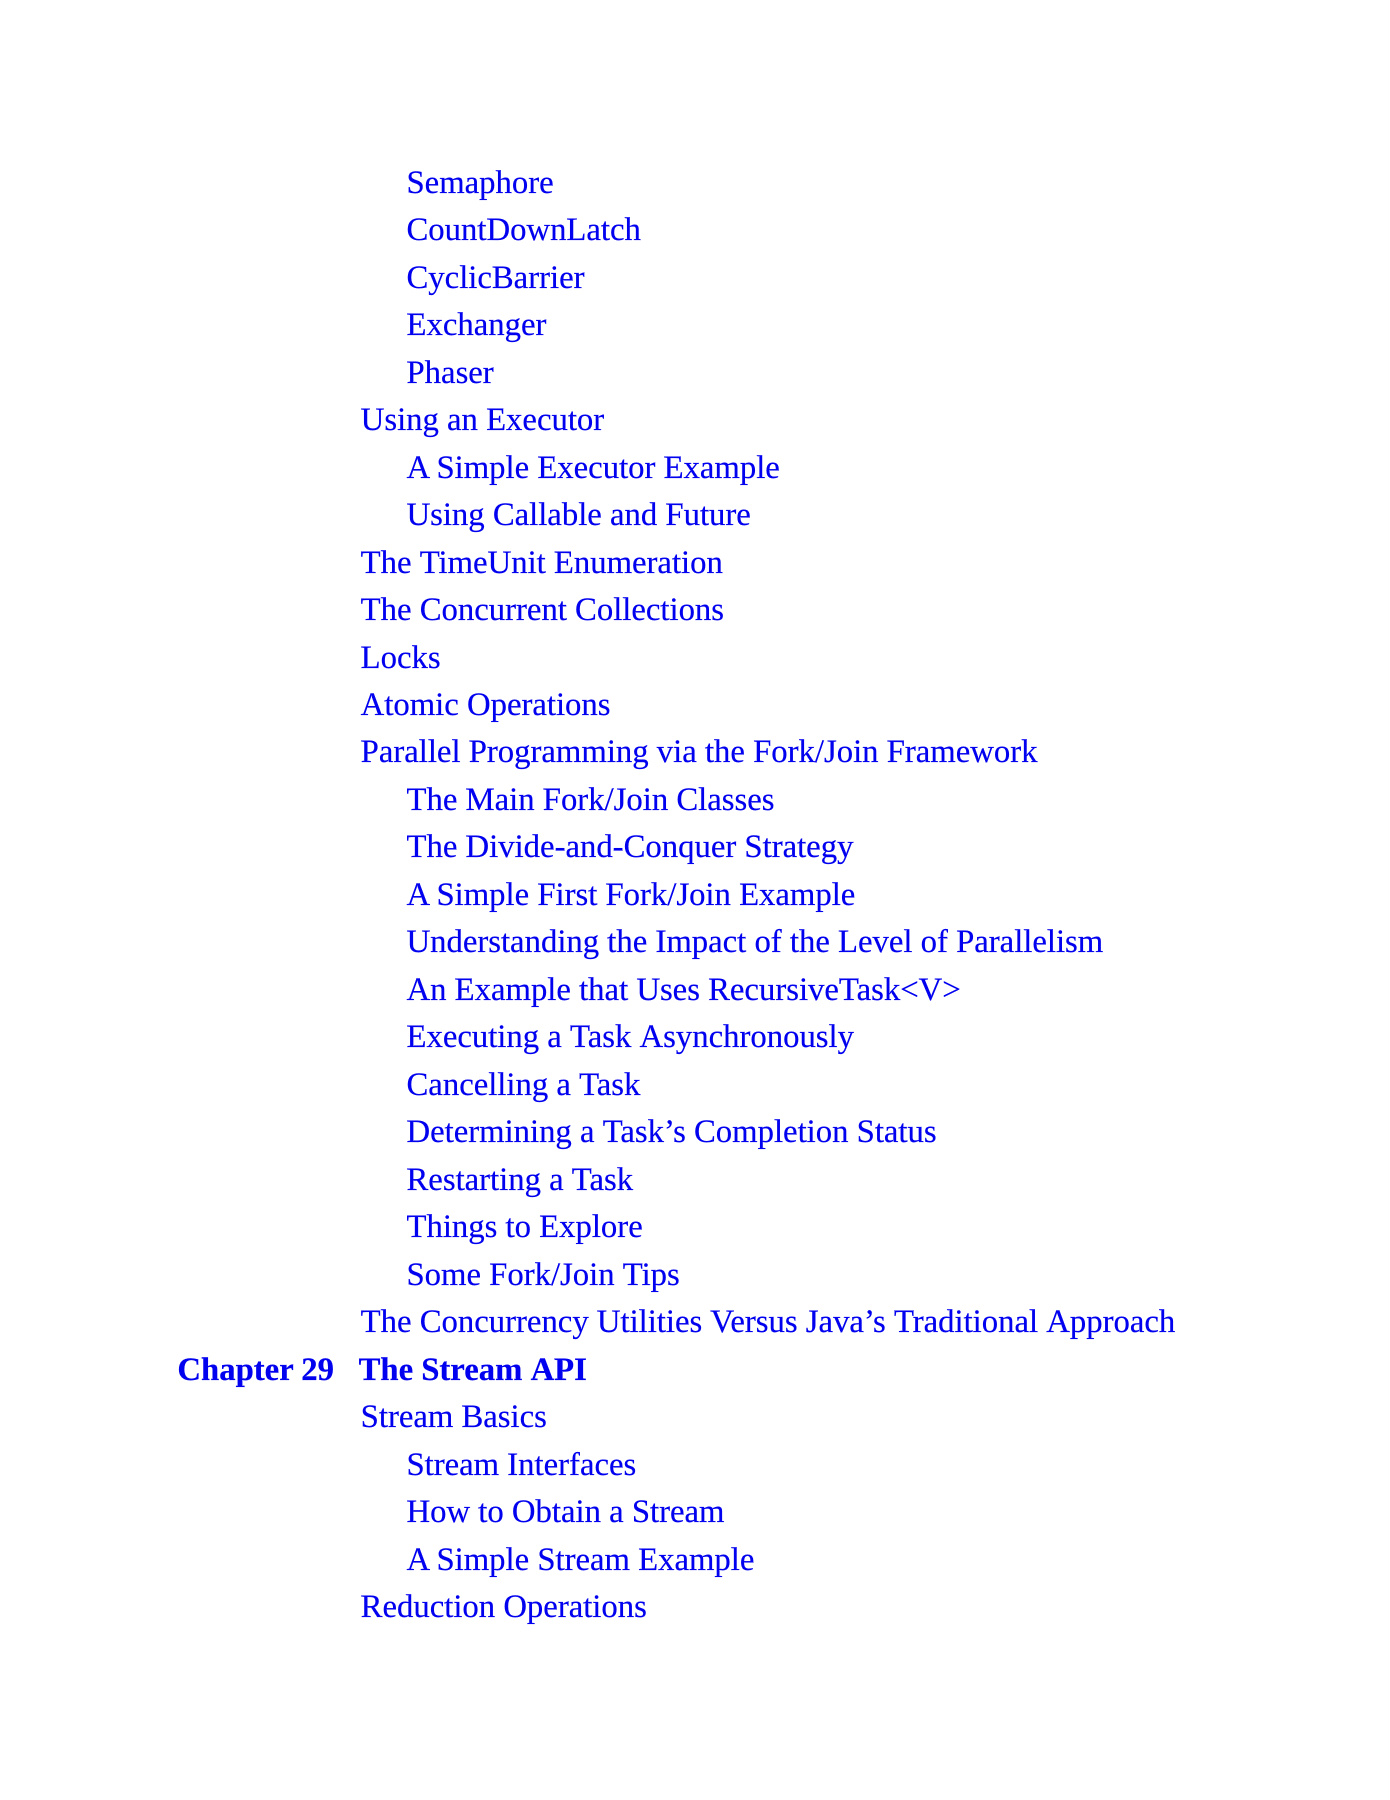 Semaphore
CountDownLatch
CyclicBarrier
Exchanger
Phaser
Using an Executor
A Simple Executor Example
Using Callable and Future
The TimeUnit Enumeration
The Concurrent Collections
Locks
Atomic Operations
Parallel Programming via the Fork/Join Framework
The Main Fork/Join Classes
The Divide-and-Conquer Strategy
A Simple First Fork/Join Example
Understanding the Impact of the Level of Parallelism
An Example that Uses RecursiveTask<V>
Executing a Task Asynchronously
Cancelling a Task
Determining a Task’s Completion Status
Restarting a Task
Things to Explore
Some Fork/Join Tips
The Concurrency Utilities Versus Java’s Traditional Approach
Chapter 29 The Stream API
Stream Basics
Stream Interfaces
How to Obtain a Stream
A Simple Stream Example
Reduction Operations